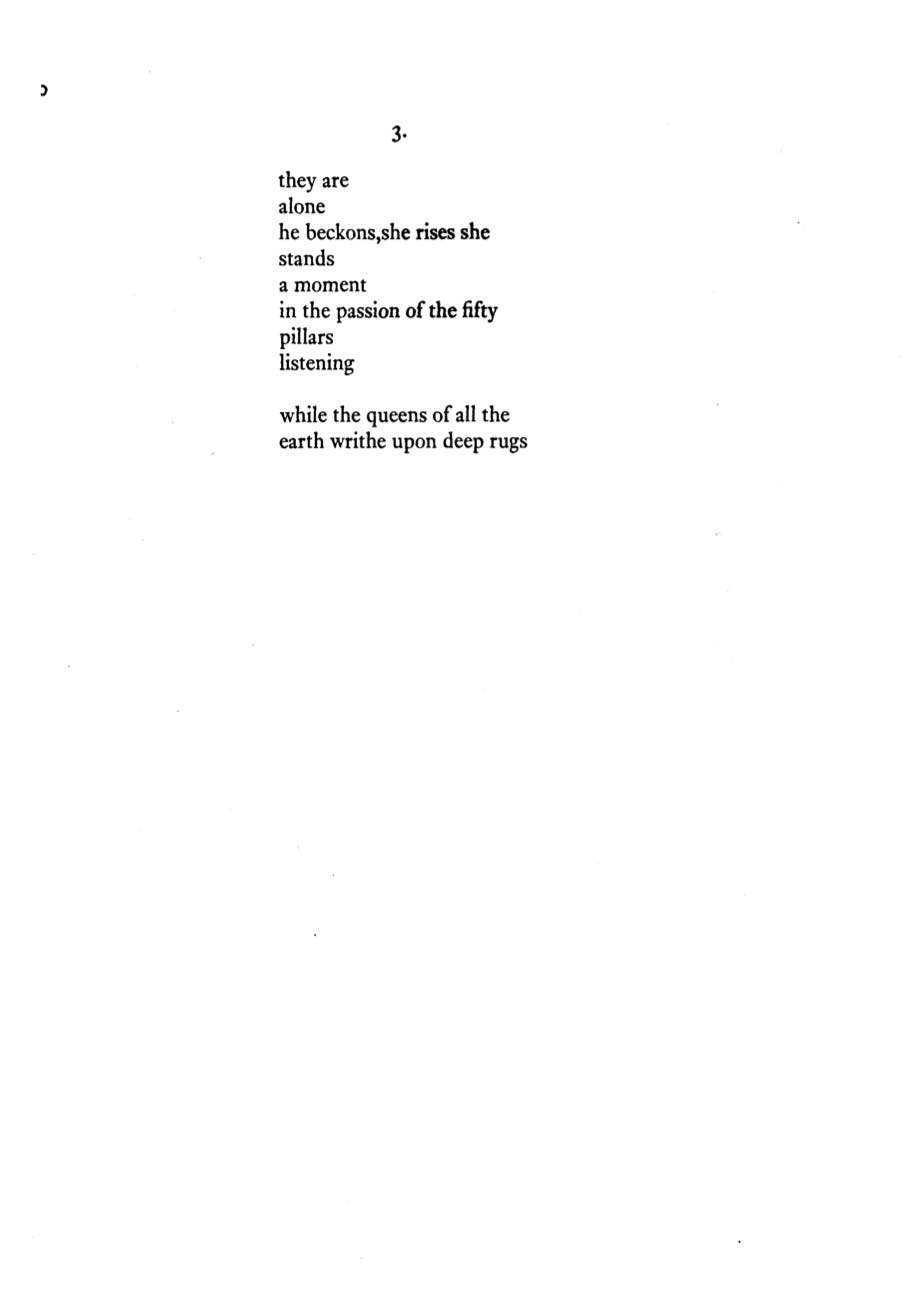 3.
they are
alone
he beckons,she rises she
stands
a moment
in the passion of the fifty
pillars
listening
while the queens of all the
earth writhe upon deep rugs